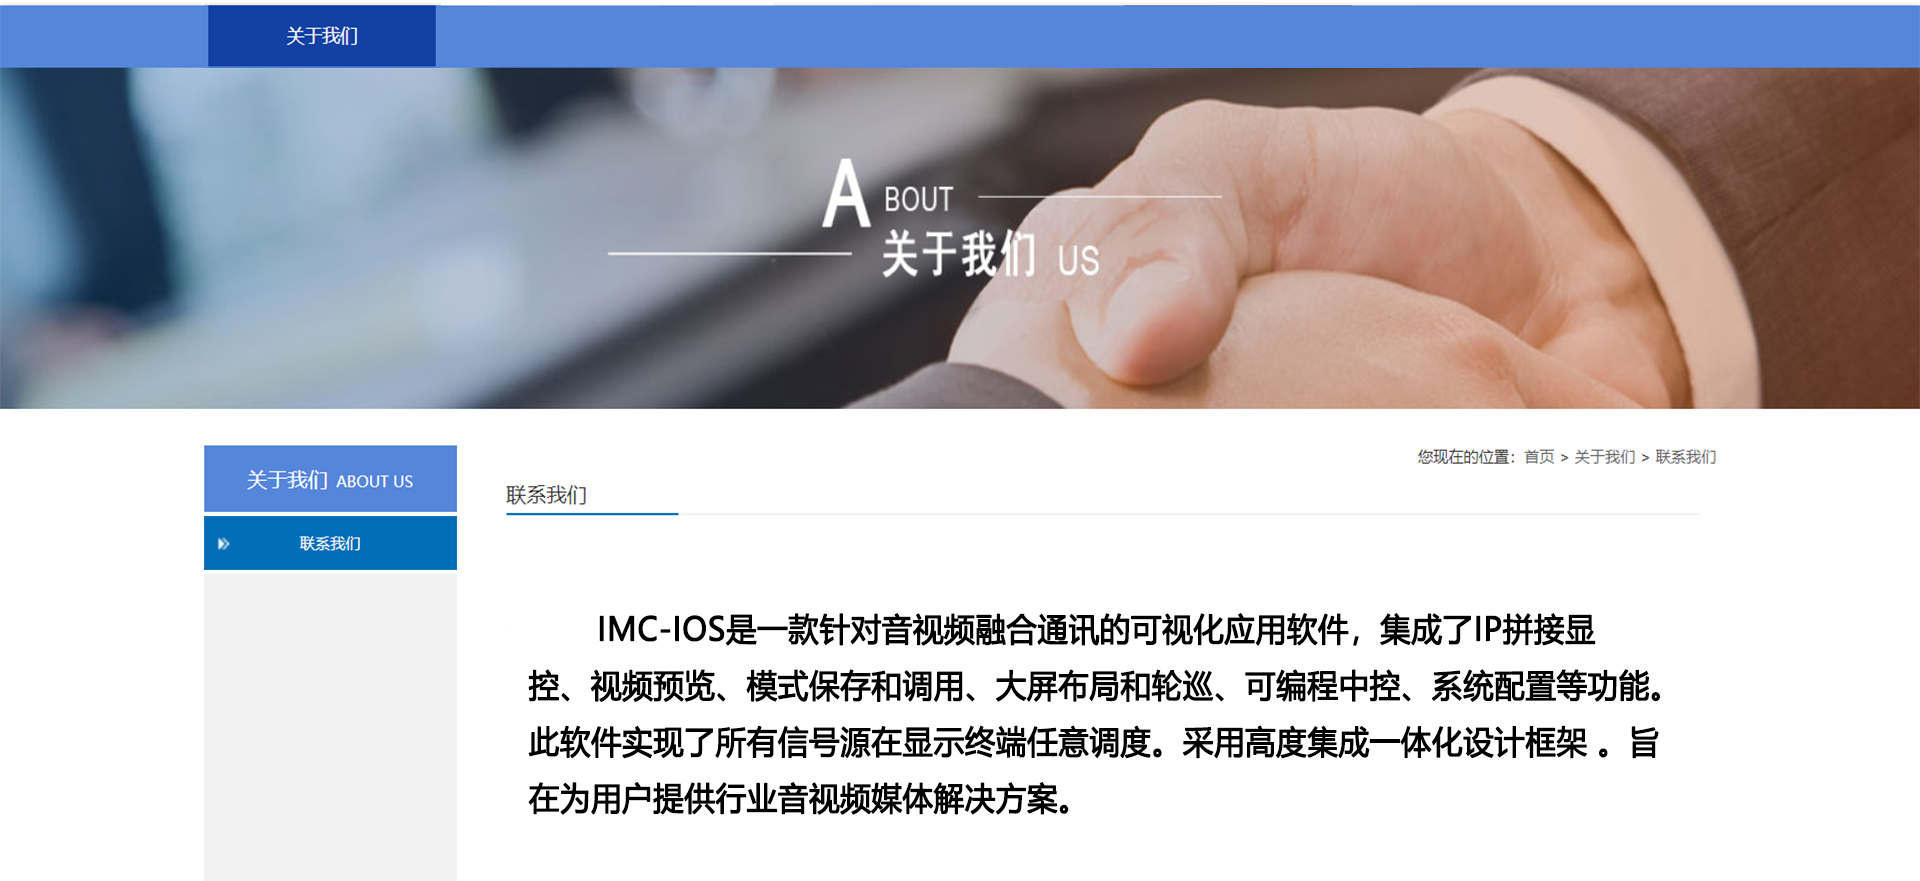 关于我们
ABOUT
关于我们 US
您现在的位置：首页 > 关于我们 > 联系我们
关于我们 ABOUT US
联系我们
联系我们
IMC-IOS是一款针对音视频融合通讯的可视化应用软件，集成了IP拼接显
控、视频预览、模式保存和调用、大屏布局和轮巡、可编程中控、系统配置等功能。
此软件实现了所有信号源在显示终端任意调度。采用高度集成一体化设计框架 。旨
在为用户提供行业音视频媒体解决方案。